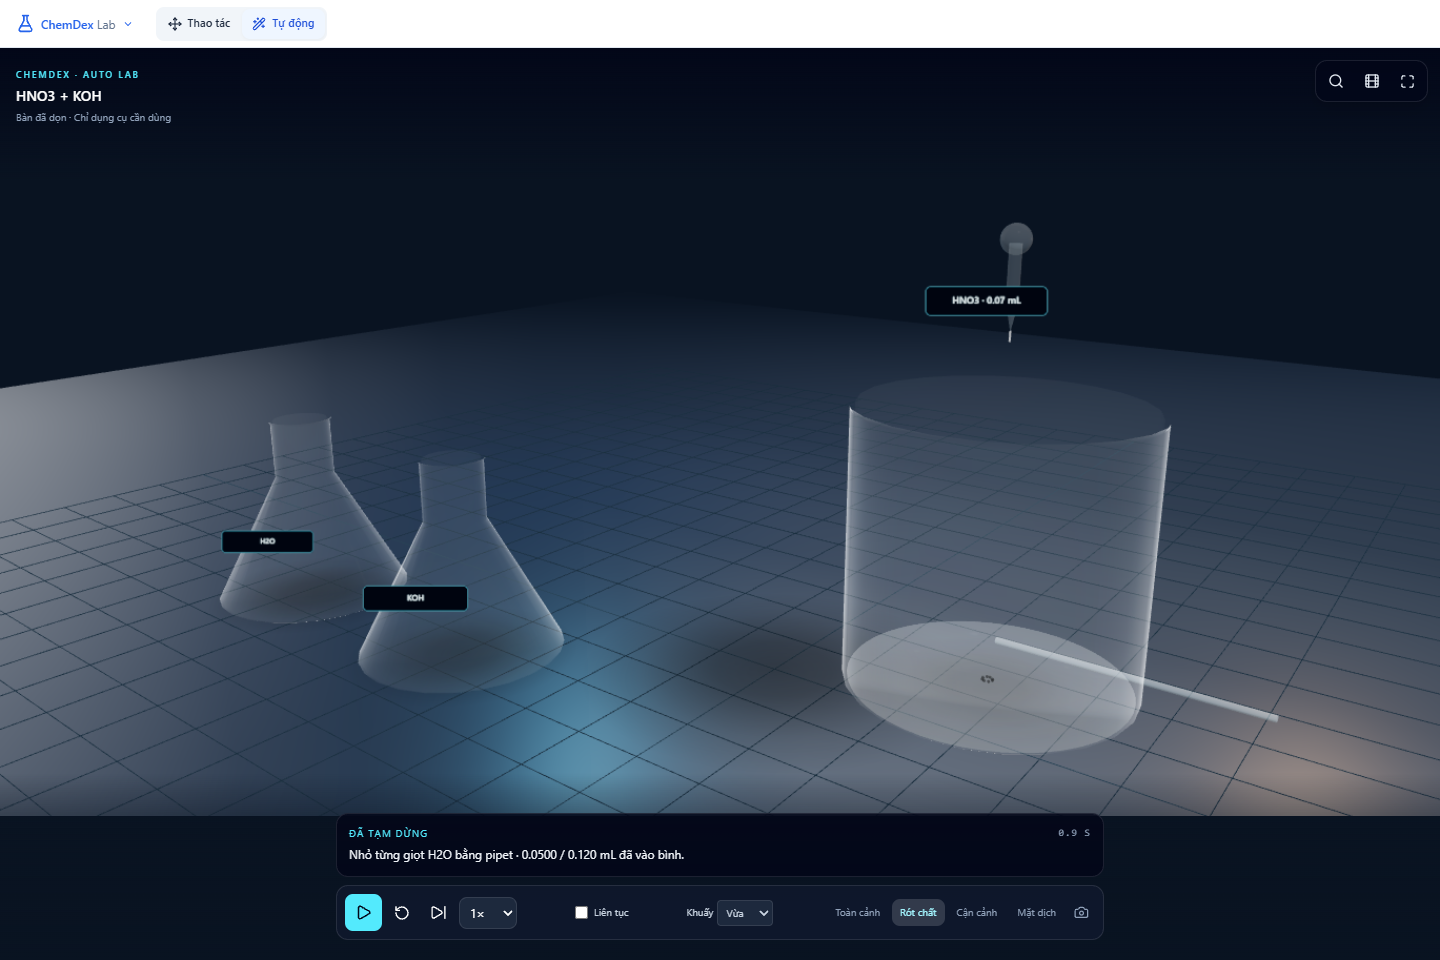 ChemDex Lab
Thao tác
Tự động
CHEMDEX · AUTO LAB
HNO3 + KOH
Bàn đã dọn · Chỉ dụng cụ cần dùng
HNO3 · 0.07 mL
H2O
KOH
ĐÃ TẠM DỪNG
0.9 S
Nhỏ từng giọt H2O bằng pipet · 0.0500 / 0.120 mL đã vào bình.
1×
Liên tục
Khuấy
Vừa
Toàn cảnh
Rót chất
Cận cảnh
Mặt dịch